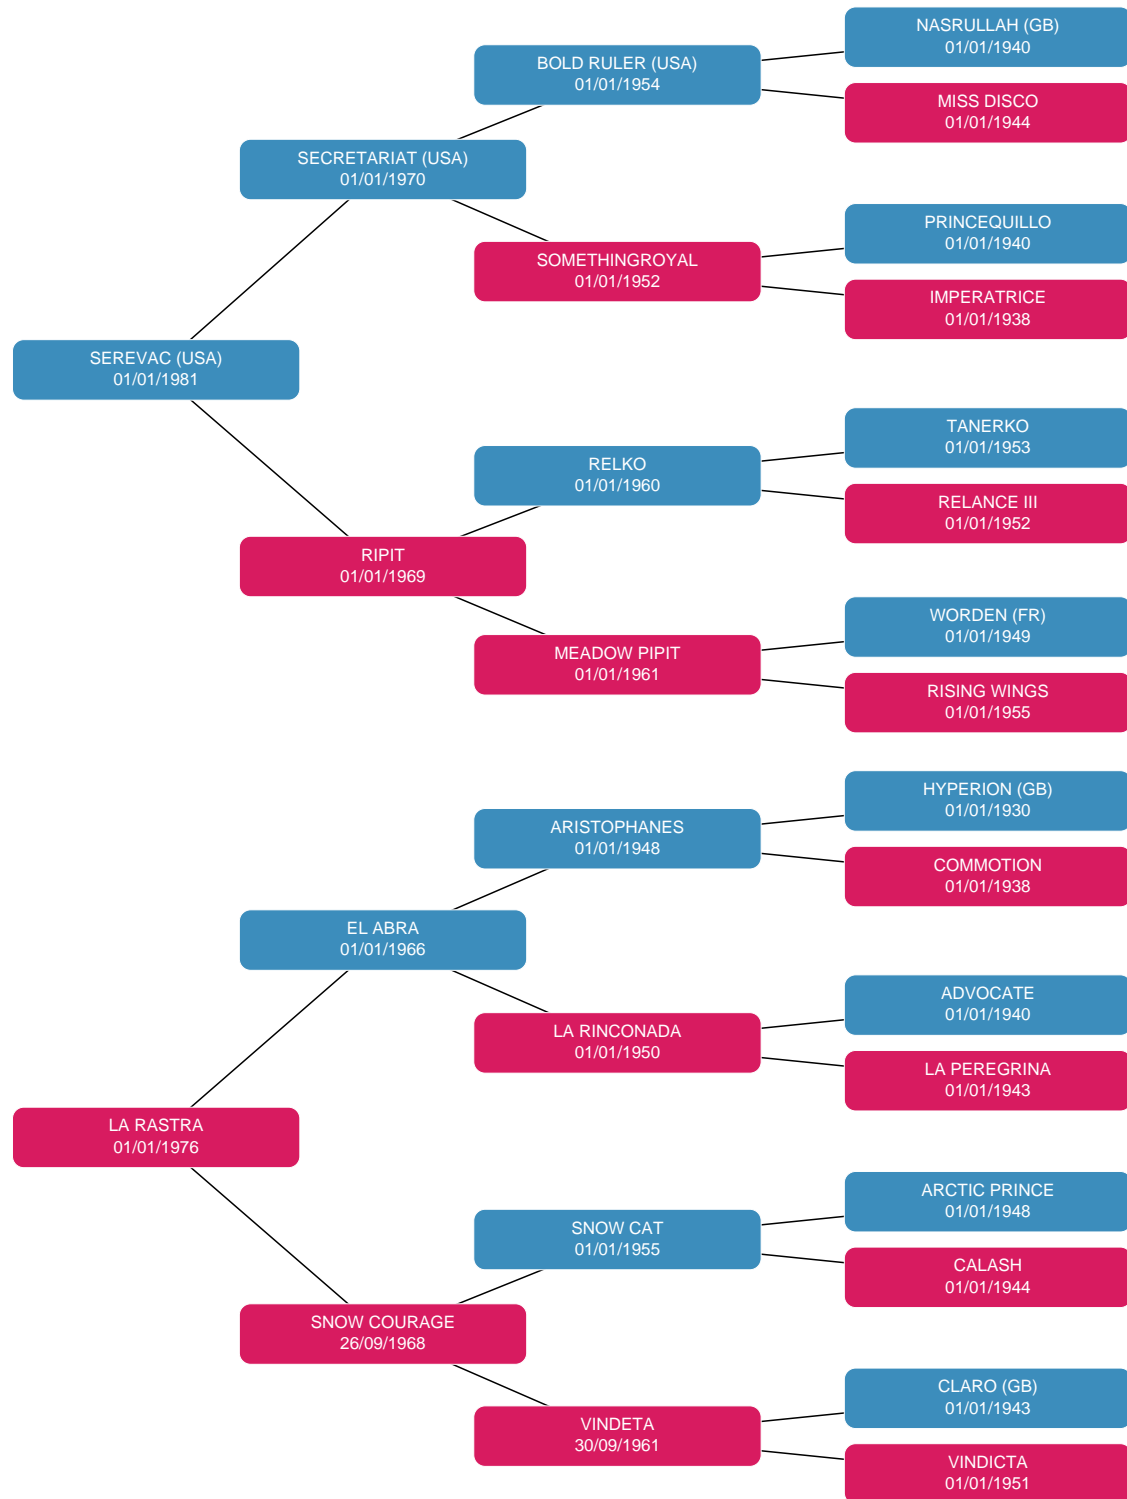 NASRULLAH (GB)
01/01/1940
BOLD RULER (USA)
01/01/1954
MISS DISCO
01/01/1944
SECRETARIAT (USA)
01/01/1970
PRINCEQUILLO
01/01/1940
SOMETHINGROYAL
01/01/1952
IMPERATRICE
01/01/1938
SEREVAC (USA)
01/01/1981
TANERKO
01/01/1953
RELKO
01/01/1960
RELANCE III
01/01/1952
RIPIT
01/01/1969
WORDEN (FR)
01/01/1949
MEADOW PIPIT
01/01/1961
RISING WINGS
01/01/1955
HYPERION (GB)
01/01/1930
ARISTOPHANES
01/01/1948
COMMOTION
01/01/1938
EL ABRA
01/01/1966
ADVOCATE
01/01/1940
LA RINCONADA
01/01/1950
LA PEREGRINA
01/01/1943
LA RASTRA
01/01/1976
ARCTIC PRINCE
01/01/1948
SNOW CAT
01/01/1955
CALASH
01/01/1944
SNOW COURAGE
26/09/1968
CLARO (GB)
01/01/1943
VINDETA
30/09/1961
VINDICTA
01/01/1951